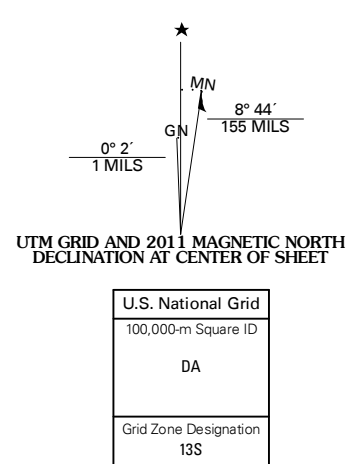 ★
MN
8° 44´
155 MILS
GN
0° 2´
1 MILS
UTM GRID AND 2011 MAGNETIC NORTH
DECLINATION AT CENTER OF SHEET
U.S. National Grid
100,000-m Square ID
DA
Grid Zone Designation
13S